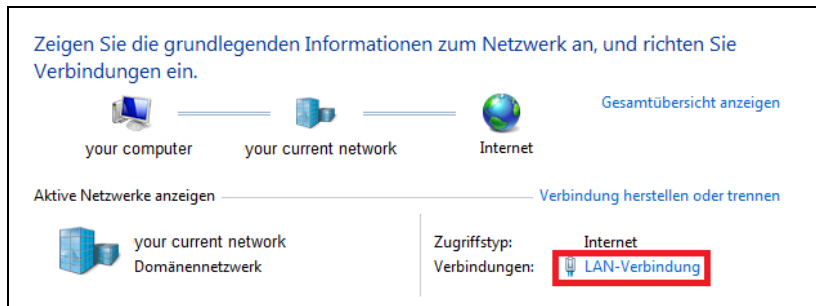 Zeigen Sie die grundlegenden Informationen zum Netzwerk an, und richten Sie
Verbindungen ein.
Gesamtübersicht anzeigen
your computer your current network Internet
Aktive Netzwerke anzeigen Verbindung herstellen oder trennen
your current network Zugriffstyp: Internet
Domänennetzwerk Verbindungen: LAN-Verbindung